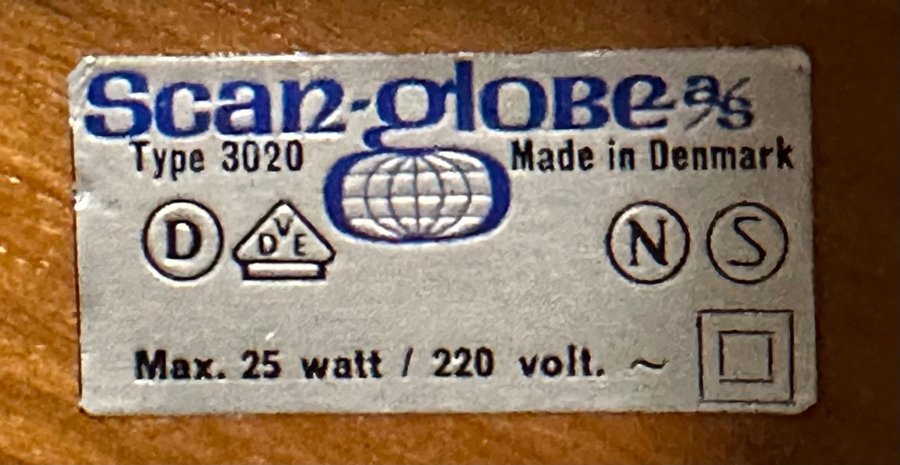 Scan-globe a/s
Type 3020 Made in Denmark
D DVE N S
Max. 25 watt / 220 volt. ~